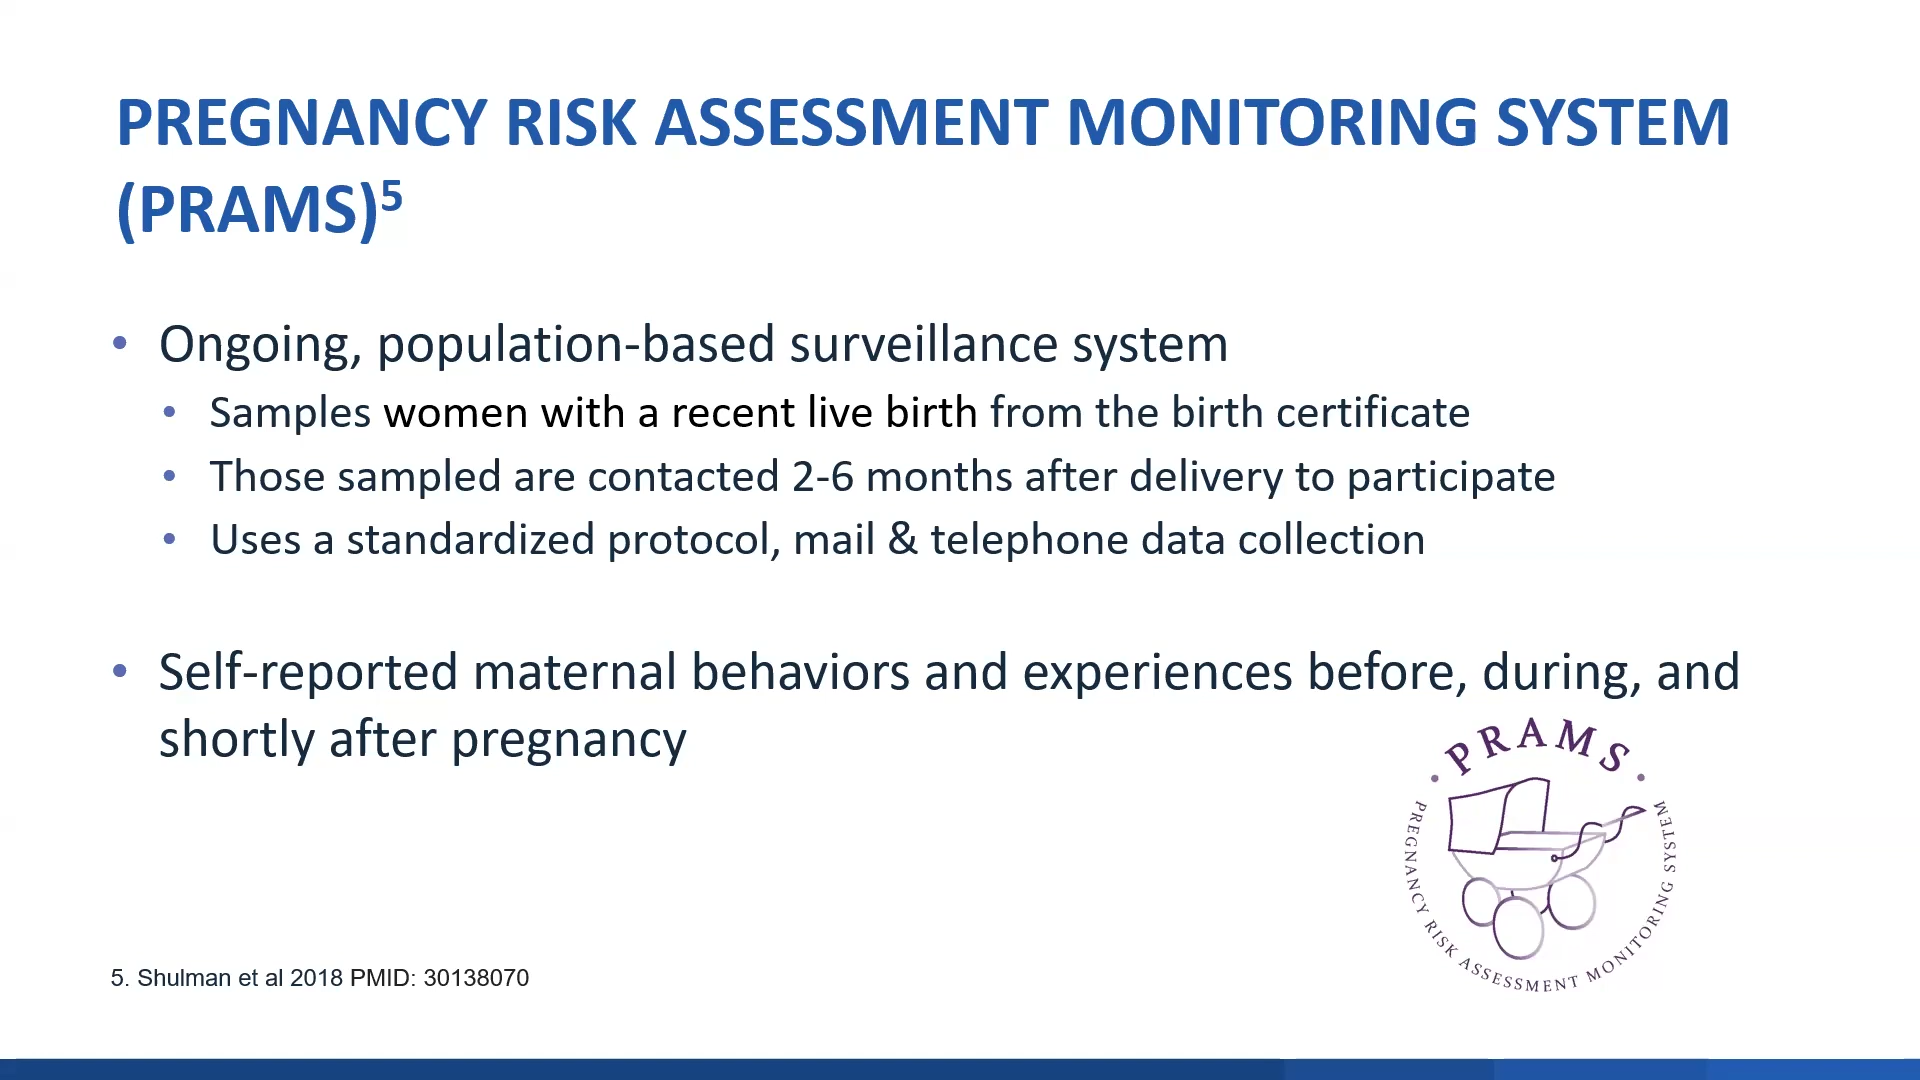 PREGNANCY RISK ASSESSMENT MONITORING SYSTEM
(PRAMS)⁵
• Ongoing, population-based surveillance system
• Samples women with a recent live birth from the birth certificate
• Those sampled are contacted 2-6 months after delivery to participate
• Uses a standardized protocol, mail & telephone data collection
• Self-reported maternal behaviors and experiences before, during, and
shortly after pregnancy
• PRAMS •
PREGNANCY RISK ASSESSMENT MONITORING SYSTEM
5. Shulman et al 2018 PMID: 30138070